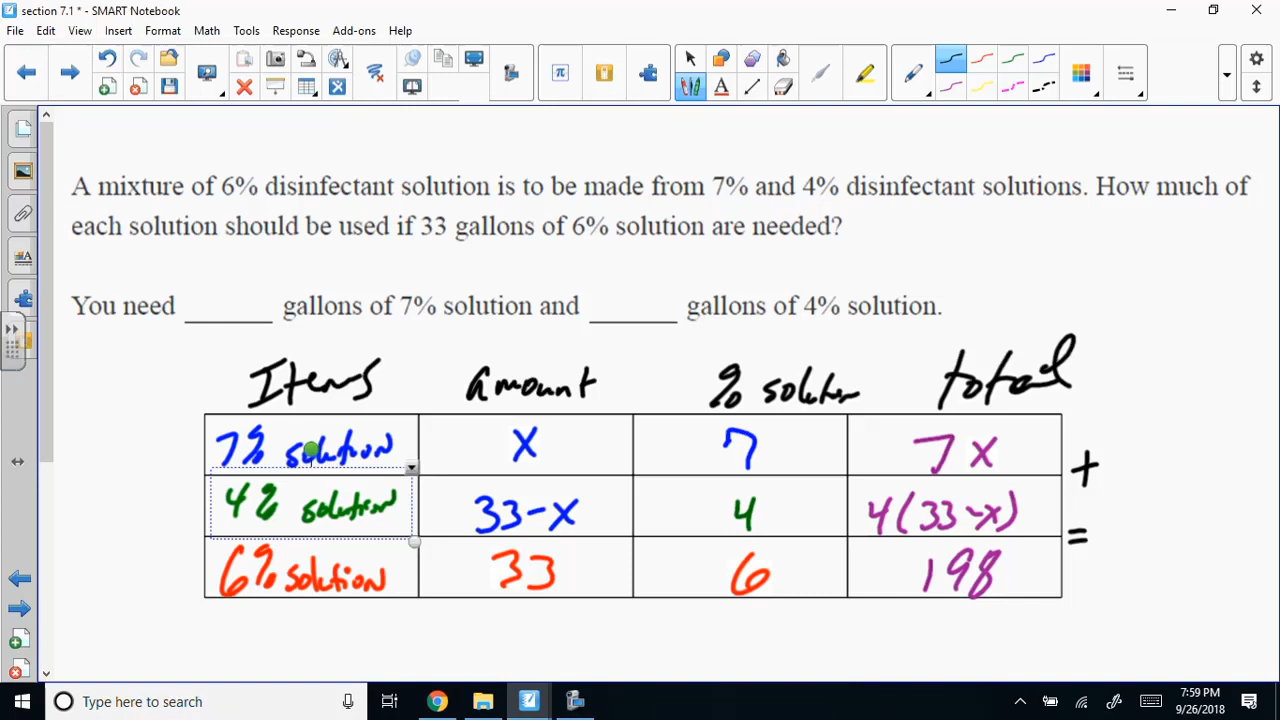 section 7.1 * - SMART Notebook
File Edit View Insert Format Math Tools Response Add-ons Help
A mixture of 6% disinfectant solution is to be made from 7% and 4% disinfectant solutions. How much of
each solution should be used if 33 gallons of 6% solution are needed?
You need ______ gallons of 7% solution and ______ gallons of 4% solution.
Items amount % solution total
7% solution x 7 7x +
4% solution 33-x 4 4(33-x) =
6% solution 33 6 198
Type here to search
7:59 PM
9/26/2018